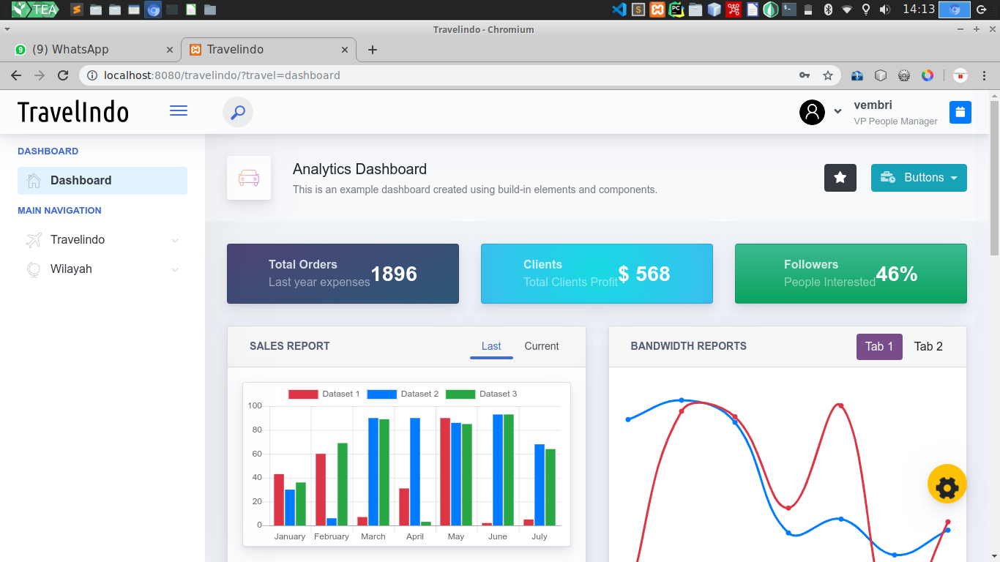 TEA
14:13
Travelindo - Chromium
(9) WhatsApp
Travelindo
localhost:8080/travelindo/?travel=dashboard
TravelIndo
vembri
VP People Manager
DASHBOARD
Dashboard
MAIN NAVIGATION
Travelindo
Wilayah
Analytics Dashboard
This is an example dashboard created using build-in elements and components.
Buttons
Total Orders
Last year expenses
1896
Clients
Total Clients Profit
$ 568
Followers
People Interested
46%
SALES REPORT
Last
Current
Dataset 1
Dataset 2
Dataset 3
100
80
60
40
20
0
January
February
March
April
May
June
July
BANDWIDTH REPORTS
Tab 1
Tab 2